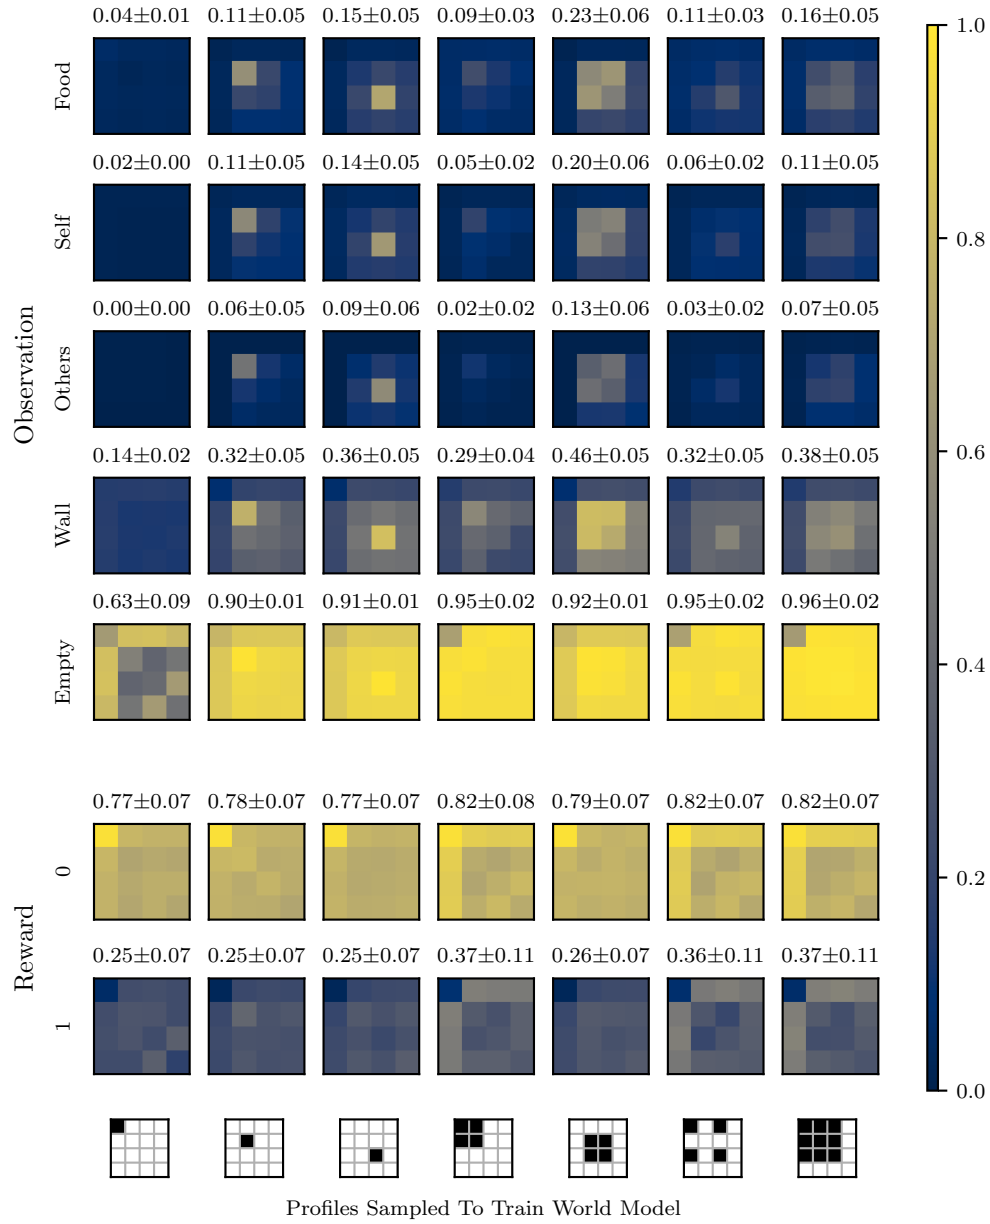 0.04±0.01 0.11±0.05 0.15±0.05 0.09±0.03 0.23±0.06 0.11±0.03 0.16±0.05
Food
0.02±0.00 0.11±0.05 0.14±0.05 0.05±0.02 0.20±0.06 0.06±0.02 0.11±0.05
Self
0.00±0.00 0.06±0.05 0.09±0.06 0.02±0.02 0.13±0.06 0.03±0.02 0.07±0.05
Others
Observation
0.14±0.02 0.32±0.05 0.36±0.05 0.29±0.04 0.46±0.05 0.32±0.05 0.38±0.05
Wall
0.63±0.09 0.90±0.01 0.91±0.01 0.95±0.02 0.92±0.01 0.95±0.02 0.96±0.02
Empty
0.77±0.07 0.78±0.07 0.77±0.07 0.82±0.08 0.79±0.07 0.82±0.07 0.82±0.07
0
Reward
0.25±0.07 0.25±0.07 0.25±0.07 0.37±0.11 0.26±0.07 0.36±0.11 0.37±0.11
1
Profiles Sampled To Train World Model
1.0
0.8
0.6
0.4
0.2
0.0